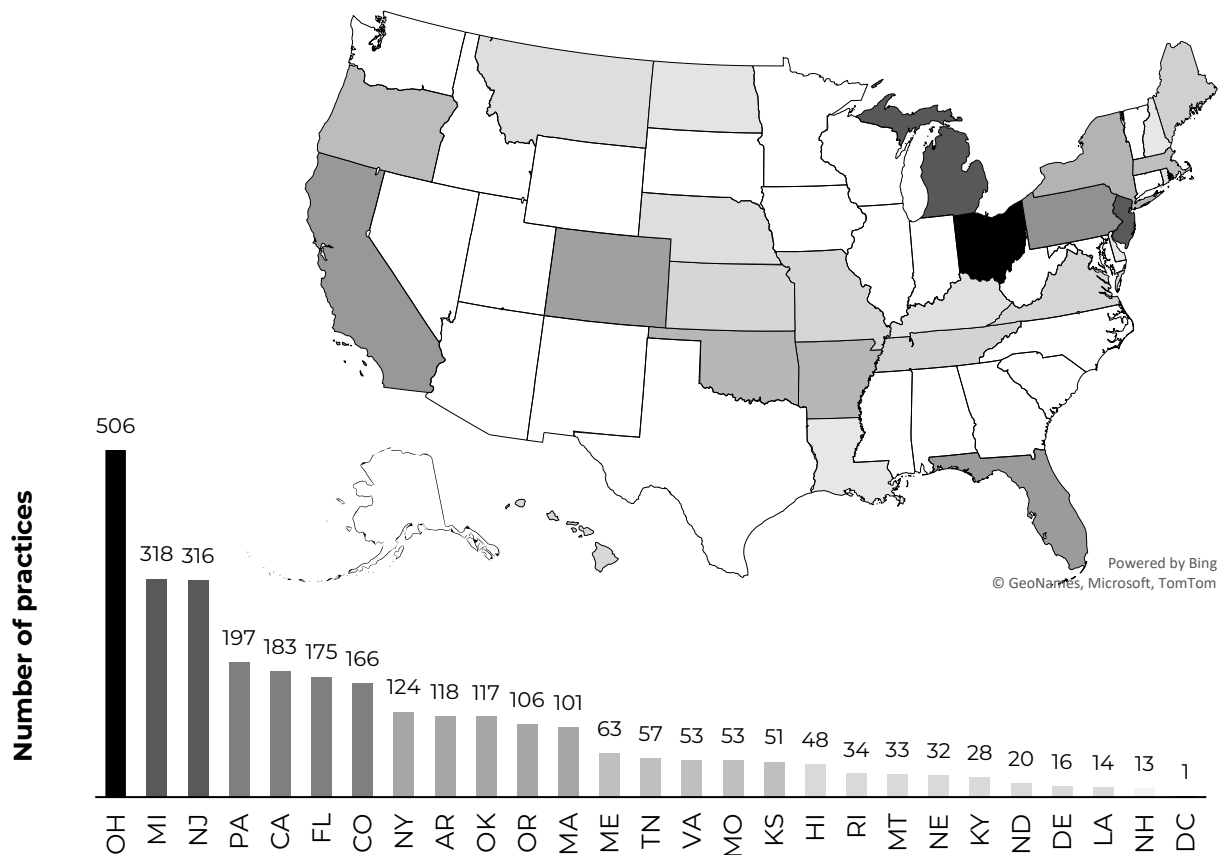 506
Powered by Bing
© GeoNames, Microsoft, TomTom
Number of practices
318 316
197 183 175 166
124 118 117 106 101
63 57 53 53 51 48 34 33 32 28 20 16 14 13 1
OH MI NJ PA CA FL CO NY AR OK OR MA ME TN VA MO KS HI RI MT NE KY ND DE LA NH DC